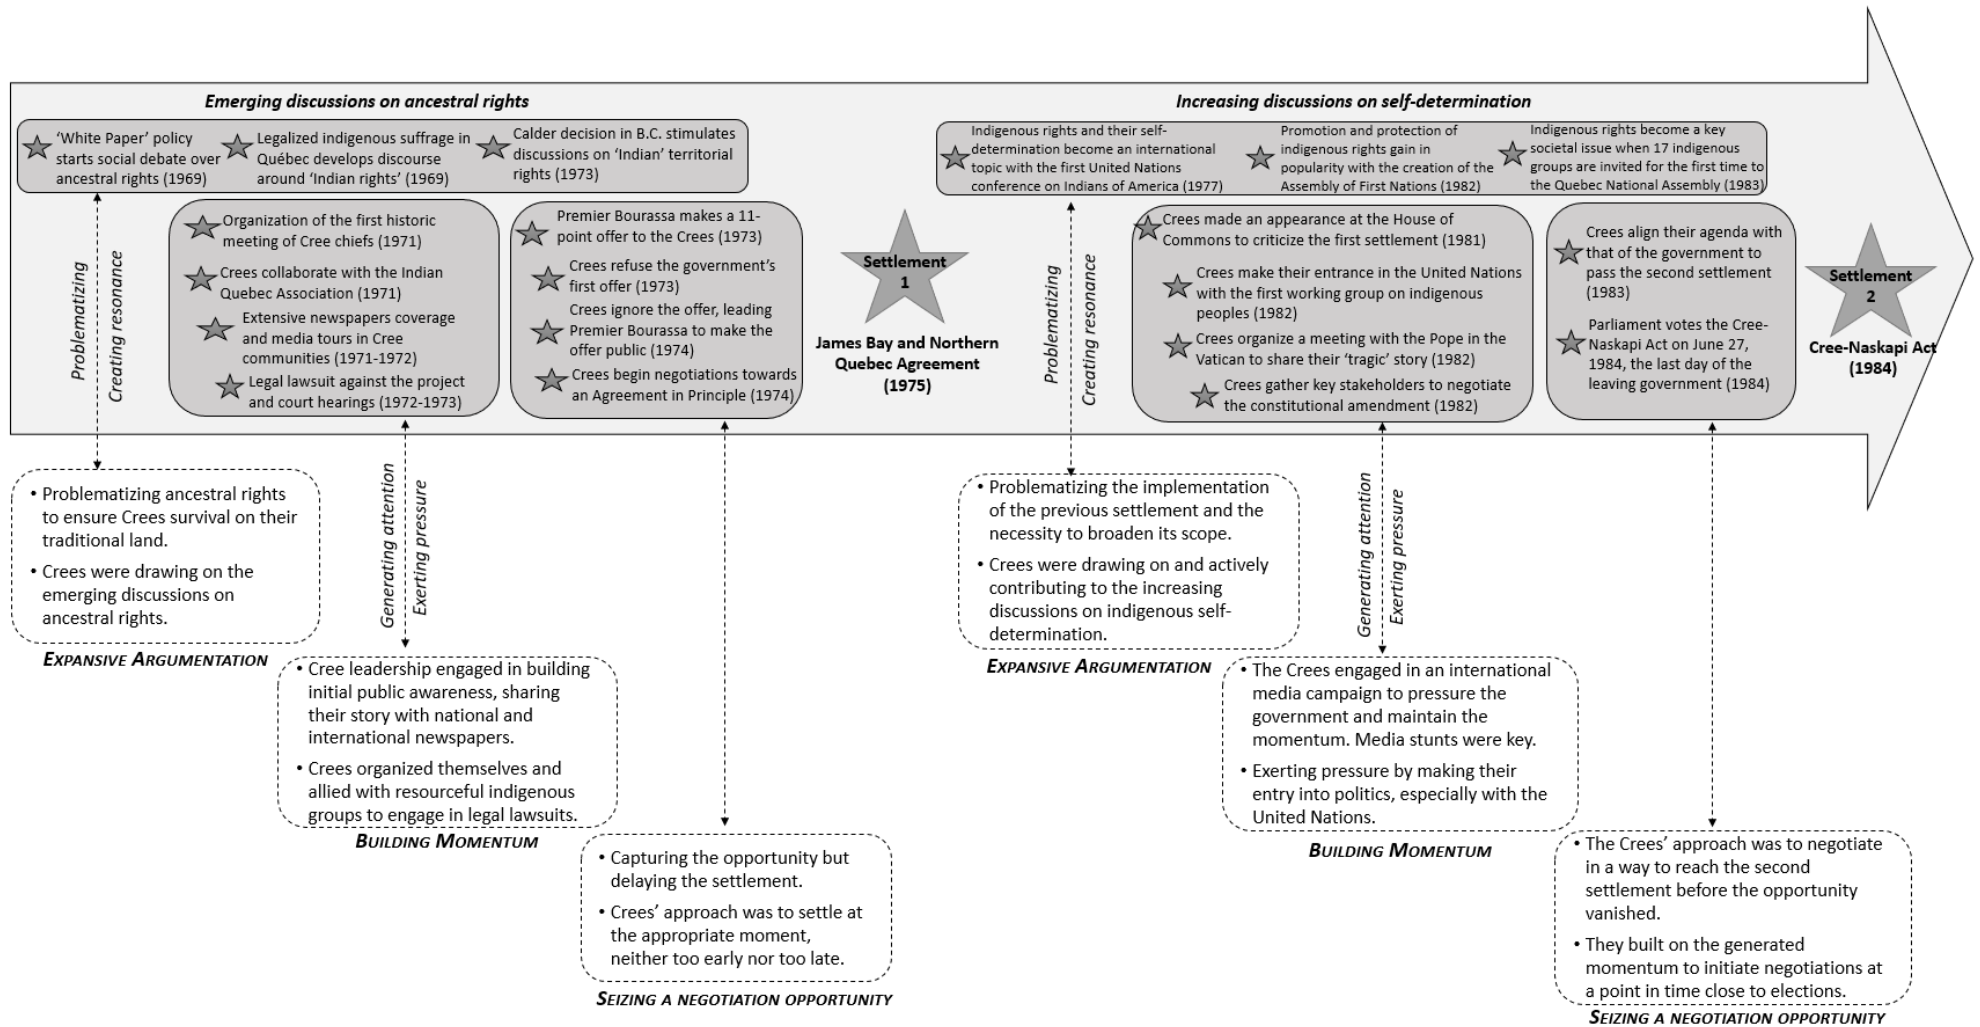 Emerging discussions on ancestral rights
‘White Paper’ policy
starts social debate over
ancestral rights (1969)
Legalized indigenous suffrage in
Québec develops discourse
around ‘Indian rights’ (1969)
Calder decision in B.C. stimulates
discussions on ‘Indian’ territorial
rights (1973)
Organization of the first historic
meeting of Cree chiefs (1971)
Crees collaborate with the Indian
Quebec Association (1971)
Extensive newspapers coverage
and media tours in Cree
communities (1971-1972)
Legal lawsuit against the project
and court hearings (1972-1973)
Premier Bourassa makes a 11-
point offer to the Crees (1973)
Crees refuse the government’s
first offer (1973)
Crees ignore the offer, leading
Premier Bourassa to make the
offer public (1974)
Crees begin negotiations towards
an Agreement in Principle (1974)
Settlement
1
James Bay and Northern
Quebec Agreement
(1975)
Increasing discussions on self-determination
Indigenous rights and their self-
determination become an international
topic with the first United Nations
conference on Indians of America (1977)
Promotion and protection of
indigenous rights gain in
popularity with the creation of the
Assembly of First Nations (1982)
Indigenous rights become a key
societal issue when 17 indigenous
groups are invited for the first time to
the Quebec National Assembly (1983)
Crees made an appearance at the House of
Commons to criticize the first settlement (1981)
Crees make their entrance in the United Nations
with the first working group on indigenous
peoples (1982)
Crees organize a meeting with the Pope in the
Vatican to share their ‘tragic’ story (1982)
Crees gather key stakeholders to negotiate
the constitutional amendment (1982)
Crees align their agenda with
that of the government to
pass the second settlement
(1983)
Parliament votes the Cree-
Naskapi Act on June 27,
1984, the last day of the
leaving government (1984)
Settlement
2
Cree-Naskapi Act
(1984)
Problematizing
Creating resonance
• Problematizing ancestral rights
to ensure Crees survival on their
traditional land.
• Crees were drawing on the
emerging discussions on
ancestral rights.
EXPANSIVE ARGUMENTATION
Generating attention
Exerting pressure
• Cree leadership engaged in building
initial public awareness, sharing
their story with national and
international newspapers.
• Crees organized themselves and
allied with resourceful indigenous
groups to engage in legal lawsuits.
BUILDING MOMENTUM
• Capturing the opportunity but
delaying the settlement.
• Crees’ approach was to settle at
the appropriate moment,
neither too early nor too late.
SEIZING A NEGOTIATION OPPORTUNITY
Problematizing
Creating resonance
• Problematizing the implementation
of the previous settlement and the
necessity to broaden its scope.
• Crees were drawing on and actively
contributing to the increasing
discussions on indigenous self-
determination.
EXPANSIVE ARGUMENTATION
Generating attention
Exerting pressure
• The Crees engaged in an international
media campaign to pressure the
government and maintain the
momentum. Media stunts were key.
• Exerting pressure by making their
entry into politics, especially with the
United Nations.
BUILDING MOMENTUM
• The Crees’ approach was to negotiate
in a way to reach the second
settlement before the opportunity
vanished.
• They built on the generated
momentum to initiate negotiations at
a point in time close to elections.
SEIZING A NEGOTIATION OPPORTUNITY